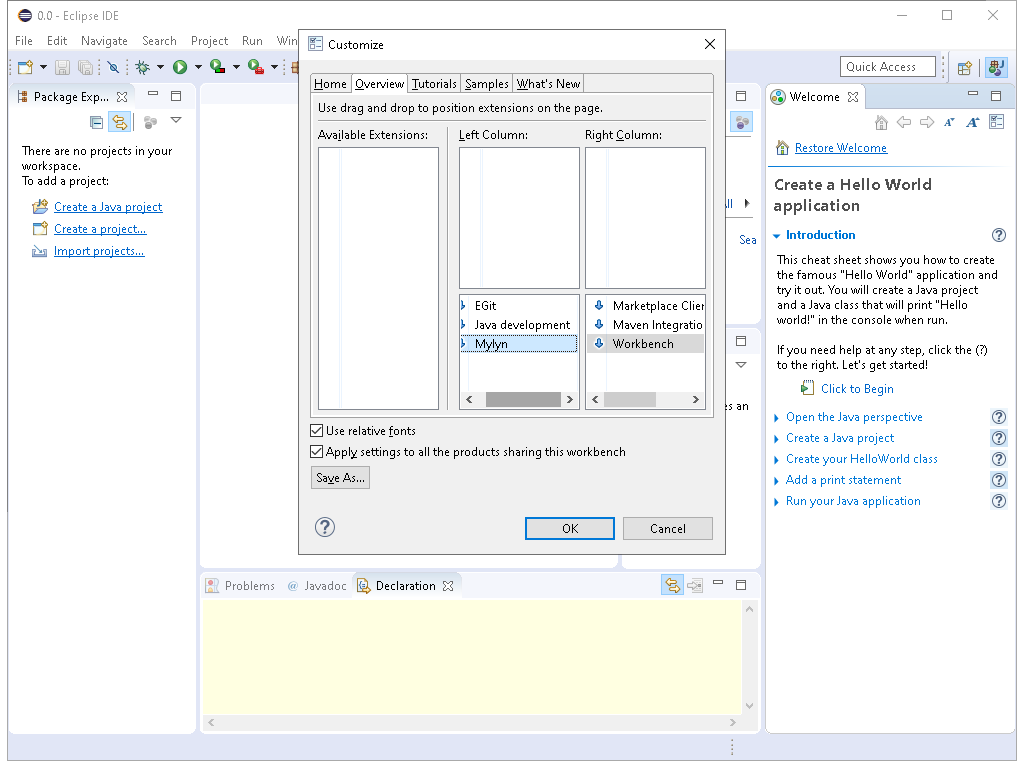 0.0 - Eclipse IDE
File Edit Navigate Search Project Run Win
Quick Access
Package Exp...
There are no projects in your
workspace.
To add a project:
Create a Java project
Create a project...
Import projects...
Customize
Home Overview Tutorials Samples What's New
Use drag and drop to position extensions on the page.
Available Extensions: Left Column: Right Column:
EGit
Java development
Mylyn
Marketplace Clier
Maven Integratio
Workbench
Use relative fonts
Apply settings to all the products sharing this workbench
Save As...
OK Cancel
Sea
es an
Problems @ Javadoc Declaration
Welcome
Restore Welcome
Create a Hello World
application
Introduction
This cheat sheet shows you how to create
the famous "Hello World" application and
try it out. You will create a Java project
and a Java class that will print "Hello
world!" in the console when run.
If you need help at any step, click the (?)
to the right. Let's get started!
Click to Begin
Open the Java perspective
Create a Java project
Create your HelloWorld class
Add a print statement
Run your Java application